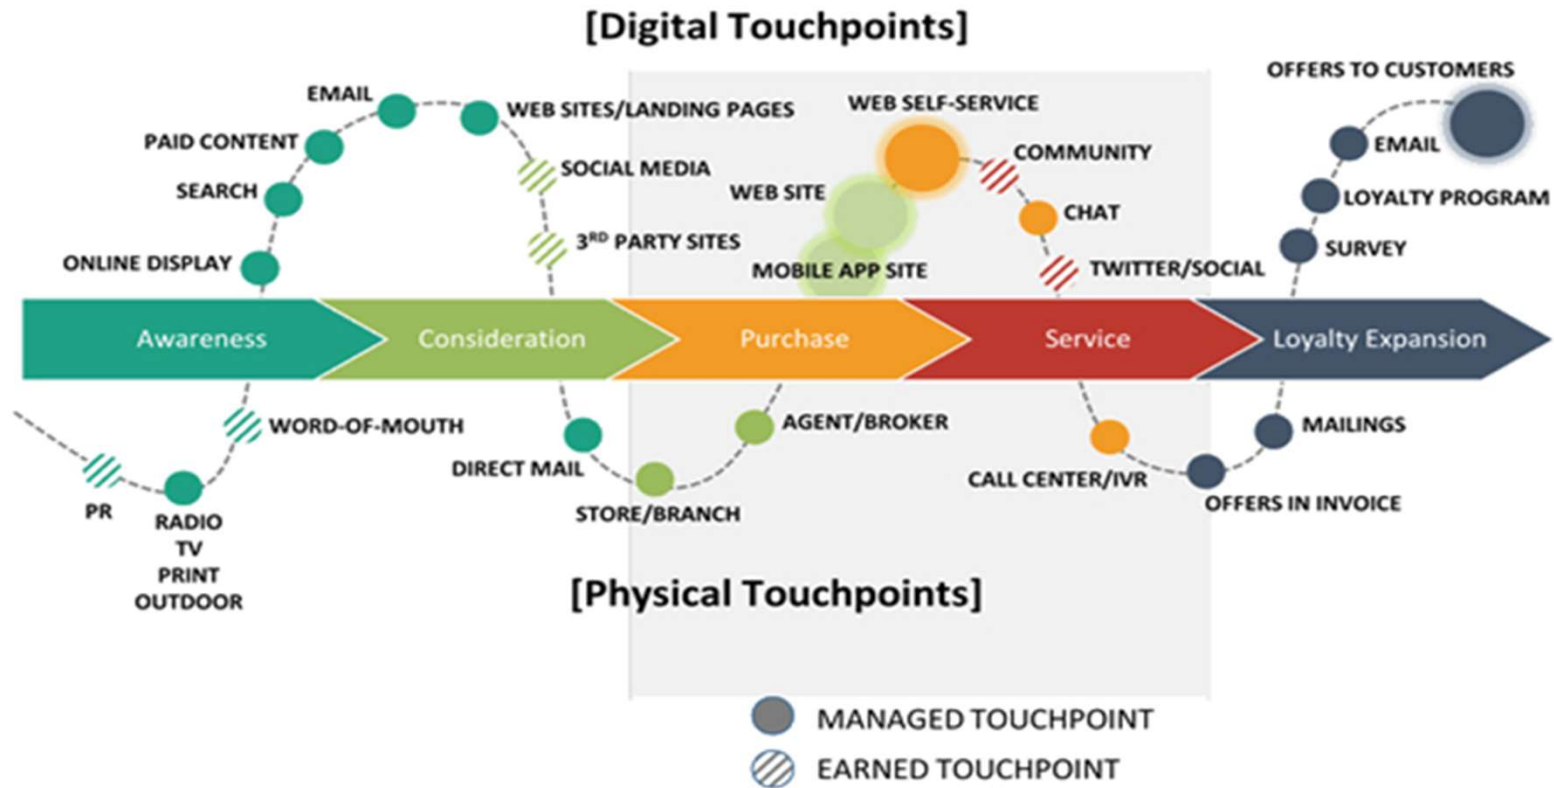 [Digital Touchpoints]
OFFERS TO CUSTOMERS
EMAIL
WEB SITES/LANDING PAGES
WEB SELF-SERVICE
PAID CONTENT
EMAIL
COMMUNITY
SOCIAL MEDIA
SEARCH
WEB SITE
LOYALTY PROGRAM
CHAT
3RD PARTY SITES
SURVEY
ONLINE DISPLAY
MOBILE APP SITE
TWITTER/SOCIAL
Awareness
Consideration
Purchase
Service
Loyalty Expansion
WORD-OF-MOUTH
AGENT/BROKER
MAILINGS
DIRECT MAIL
CALL CENTER/IVR
OFFERS IN INVOICE
PR
STORE/BRANCH
RADIO
TV
PRINT
OUTDOOR
[Physical Touchpoints]
MANAGED TOUCHPOINT
EARNED TOUCHPOINT